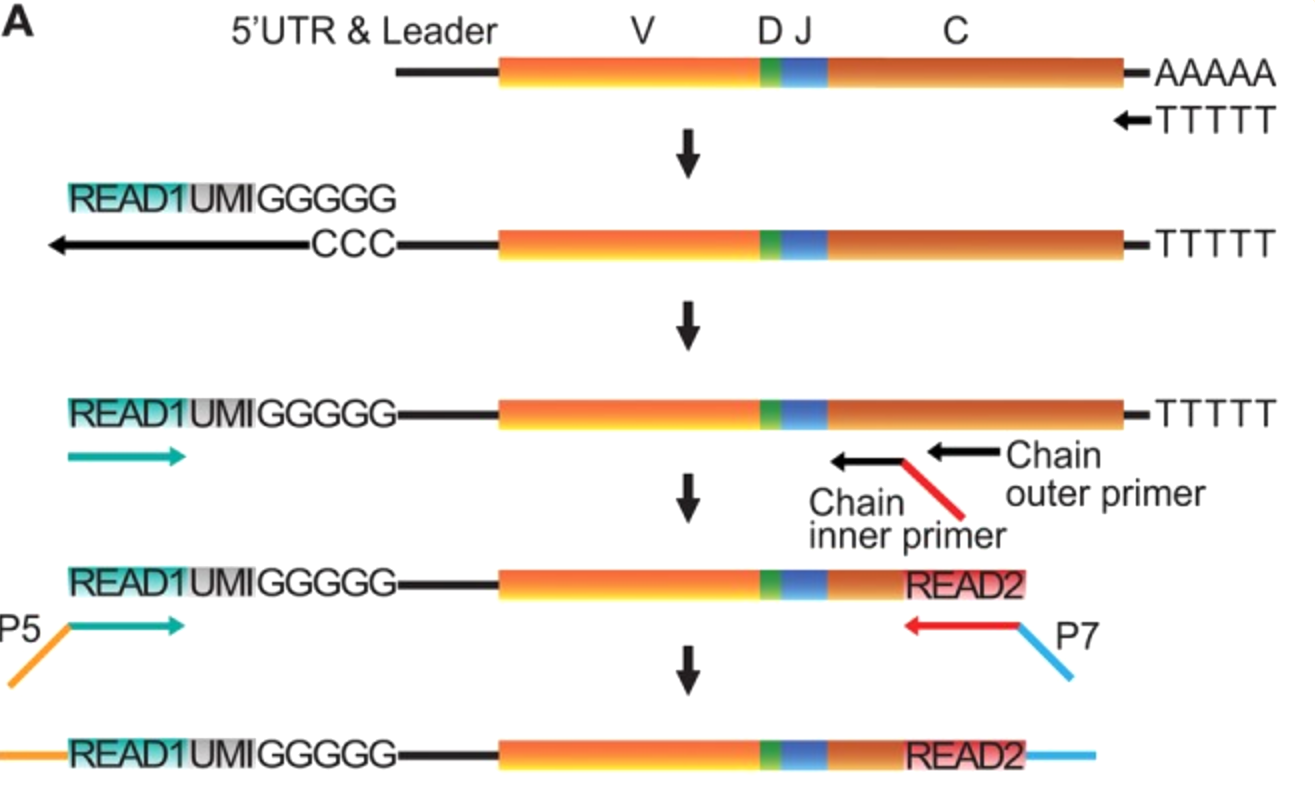 A
5'UTR & Leader V D J C
AAAAA
TTTTT
READ1UMIGGGGG
CCC TTTTT
READ1UMIGGGGG TTTTT
Chain
outer primer
Chain
inner primer
READ1UMIGGGGG READ2
P5 P7
READ1UMIGGGGG READ2